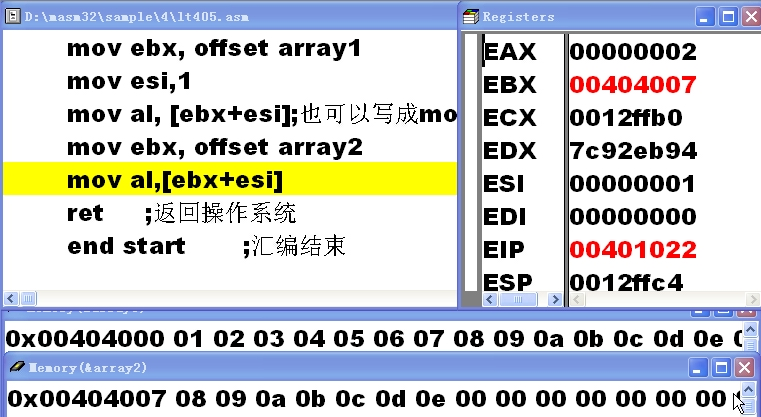 D:\masm32\sample\4\lt405.asm
mov ebx, offset array1
mov esi,1
mov al, [ebx+esi];也可以写成mo
mov ebx, offset array2
mov al,[ebx+esi]
ret ;返回操作系统
end start ;汇编结束
Registers
EAX 00000002
EBX 00404007
ECX 0012ffb0
EDX 7c92eb94
ESI 00000001
EDI 00000000
EIP 00401022
ESP 0012ffc4
0x00404000 01 02 03 04 05 06 07 08 09 0a 0b 0c 0d 0e
Memory(&array2)
0x00404007 08 09 0a 0b 0c 0d 0e 00 00 00 00 00 00 00